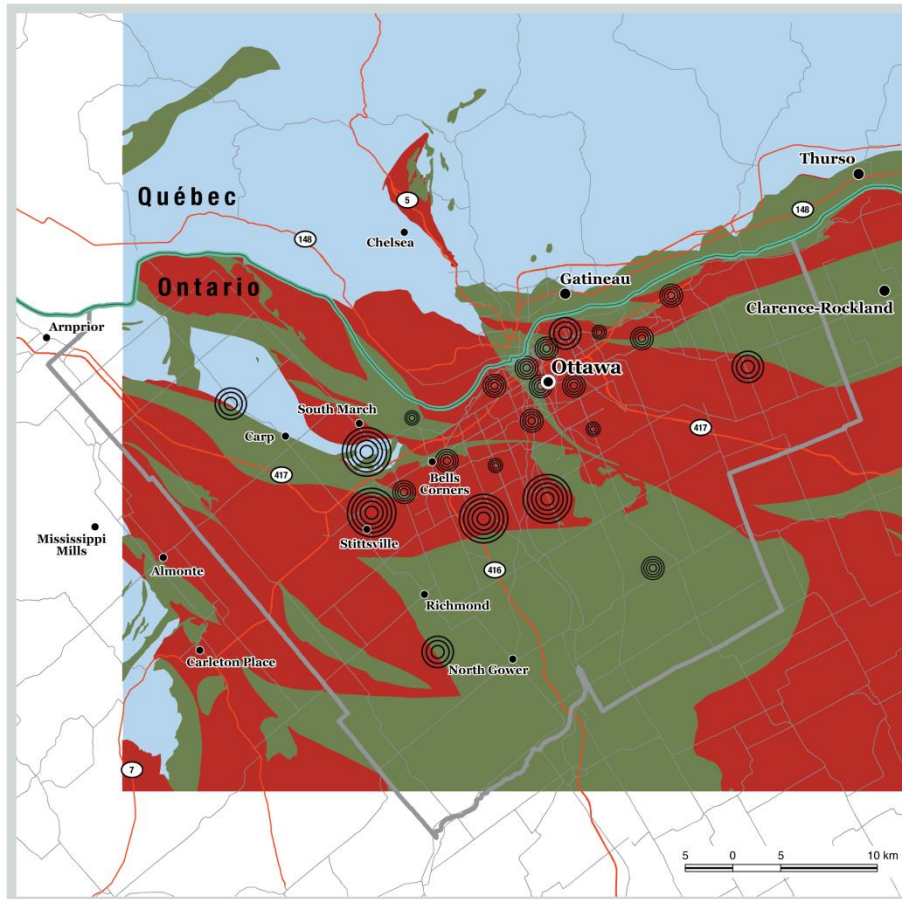 Thurso
Québec
5
148
148
Chelsea
Gatineau
Ontario
Clarence-Rockland
Arnprior
Ottawa
South March
Carp
417
417
Bells
Corners
Stittsville
Mississippi
Mills
Almonte
416
Richmond
Carleton Place
North Gower
7
5 0 5 10 km